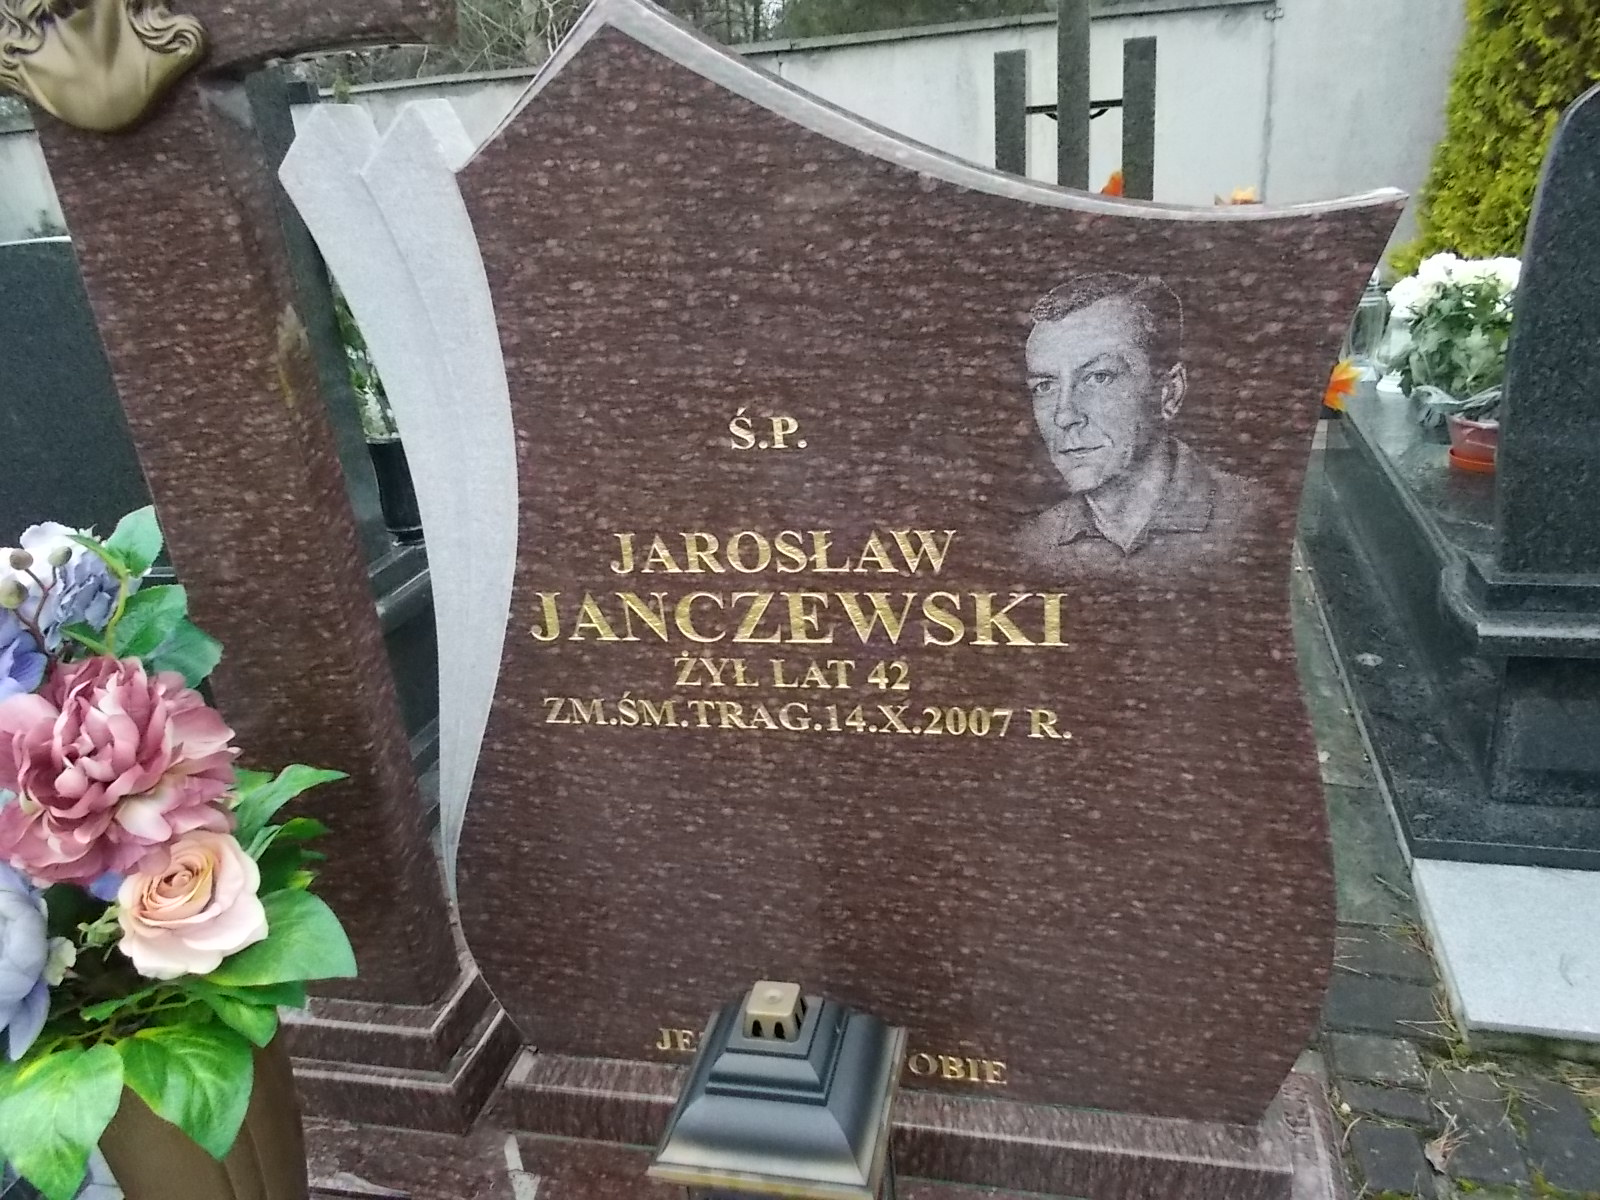 Ś.P.
JAROSŁAW
JANCZEWSKI
ŻYŁ LAT 42
ZM.ŚM.TRAG.14.X.2007 R.